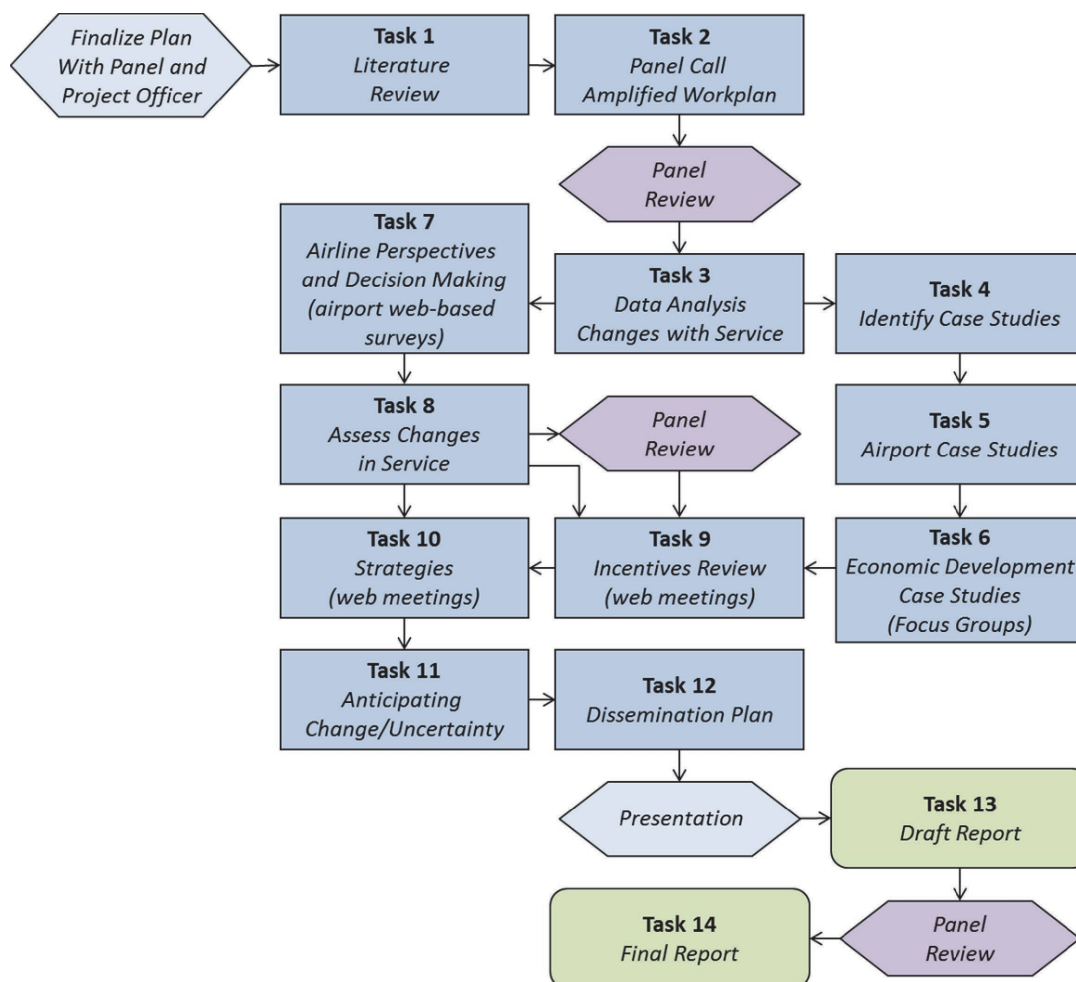 Finalize Plan
With Panel and
Project Officer
Task 1
Literature
Review
Task 2
Panel Call
Amplified Workplan
Panel
Review
Task 7
Airline Perspectives
and Decision Making
(airport web-based
surveys)
Task 3
Data Analysis
Changes with Service
Task 4
Identify Case Studies
Task 8
Assess Changes
in Service
Panel
Review
Task 5
Airport Case Studies
Task 10
Strategies
(web meetings)
Task 9
Incentives Review
(web meetings)
Task 6
Economic Development
Case Studies
(Focus Groups)
Task 11
Anticipating
Change/Uncertainty
Task 12
Dissemination Plan
Presentation
Task 13
Draft Report
Task 14
Final Report
Panel
Review